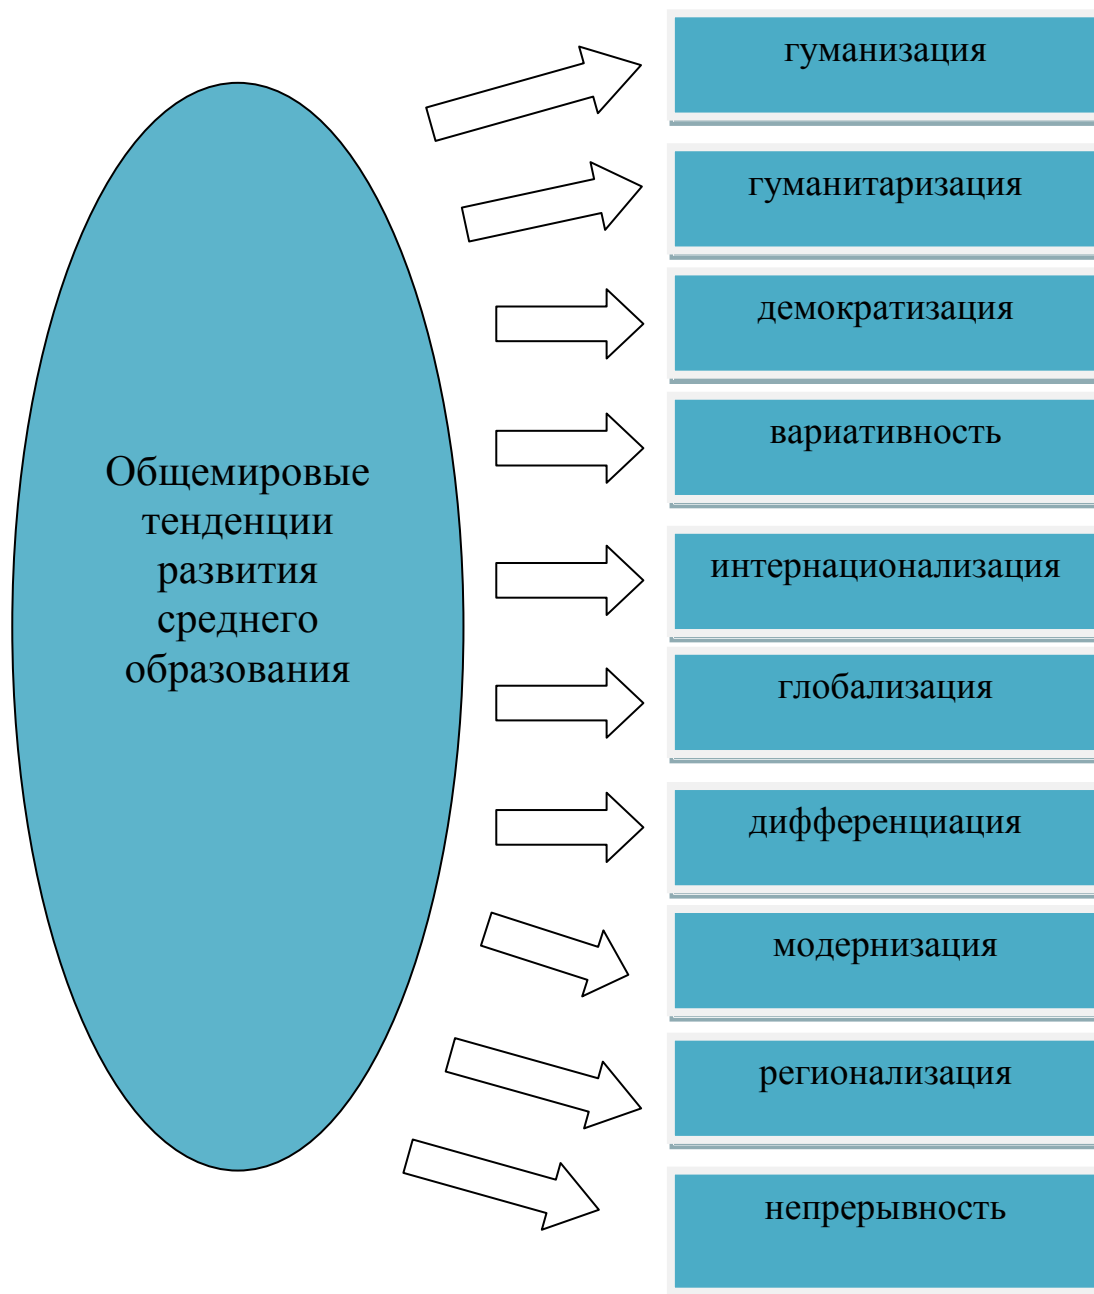 Общемировые
тенденции
развития
среднего
образования
гуманизация
гуманитаризация
демократизация
вариативность
интернационализация
глобализация
дифференциация
модернизация
регионализация
непрерывность